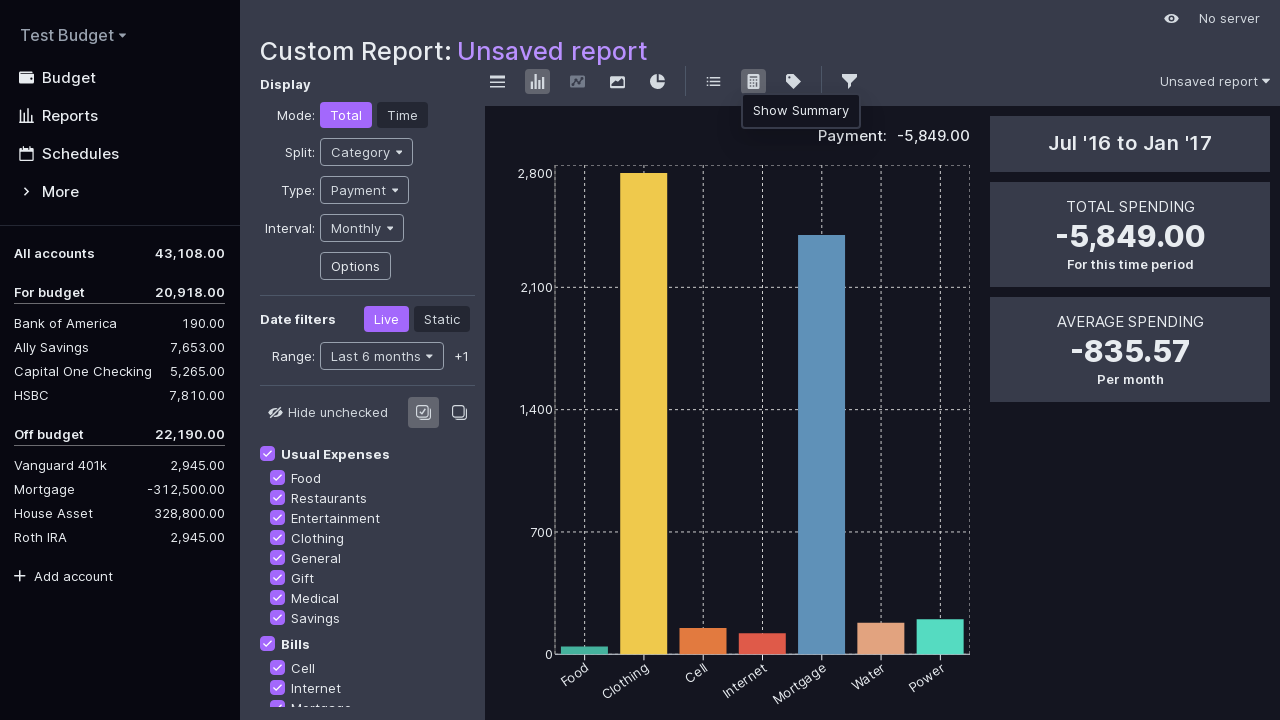 Test Budget
Budget
Reports
Schedules
More
All accounts 43,108.00
For budget 20,918.00
Bank of America 190.00
Ally Savings 7,653.00
Capital One Checking 5,265.00
HSBC 7,810.00
Off budget 22,190.00
Vanguard 401k 2,945.00
Mortgage -312,500.00
House Asset 328,800.00
Roth IRA 2,945.00
Add account
No server
Custom Report: Unsaved report
Display
Mode: Total Time
Split: Category
Type: Payment
Interval: Monthly
Options
Date filters Live Static
Range: Last 6 months +1
Hide unchecked
Usual Expenses
Food
Restaurants
Entertainment
Clothing
General
Gift
Medical
Savings
Bills
Cell
Internet
Mortgage
Unsaved report
Show Summary
Payment: -5,849.00
2,800
2,100
1,400
700
0
Food
Clothing
Cell
Internet
Mortgage
Water
Power
Jul '16 to Jan '17
TOTAL SPENDING
-5,849.00
For this time period
AVERAGE SPENDING
-835.57
Per month